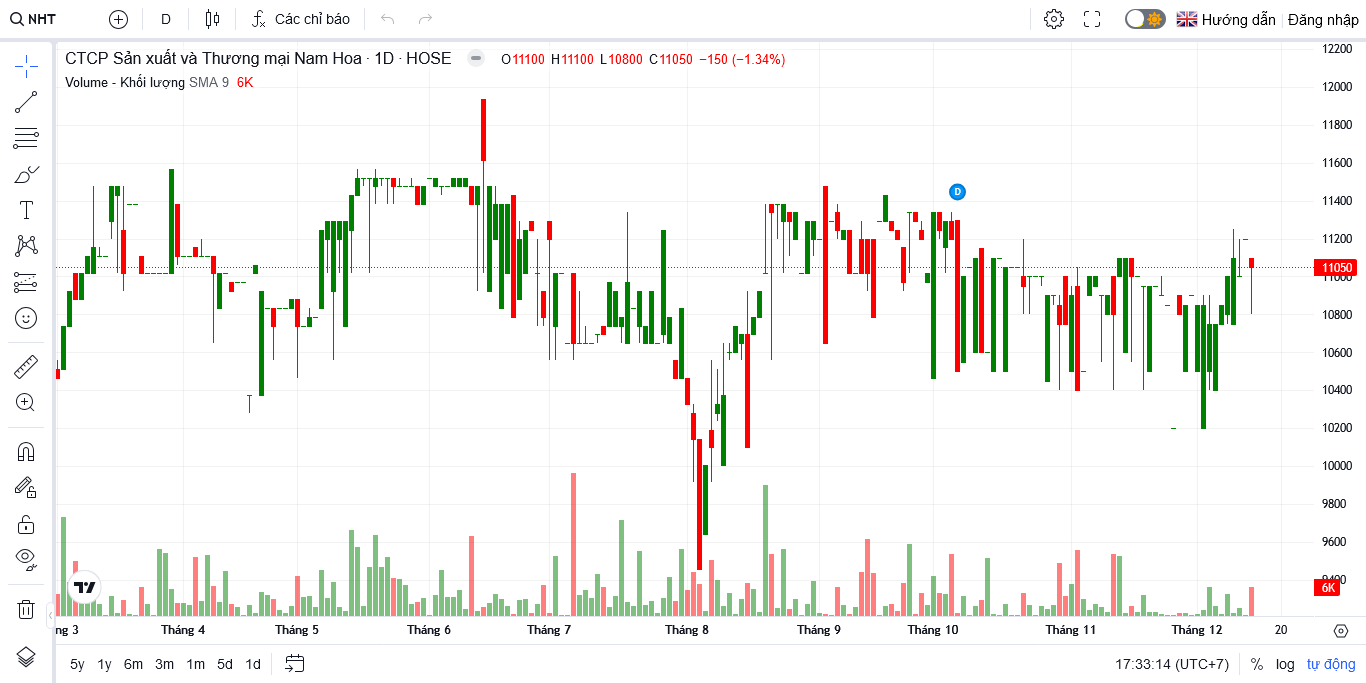 NHT D Các chỉ báo Hướng dẫn Đăng nhập
CTCP Sản xuất và Thương mại Nam Hoa · 1D · HOSE O11100 H11100 L10800 C11050 −150 (−1.34%)
Volume - Khối lượng SMA 9 6K
12200
12000
11800
11600
11400
D
11200
11050
11000
10800
10600
10400
10200
10000
9800
9600
9400
6K
ng 3 Tháng 4 Tháng 5 Tháng 6 Tháng 7 Tháng 8 Tháng 9 Tháng 10 Tháng 11 Tháng 12 20
5y 1y 6m 3m 1m 5d 1d 17:33:14 (UTC+7) % log tự động